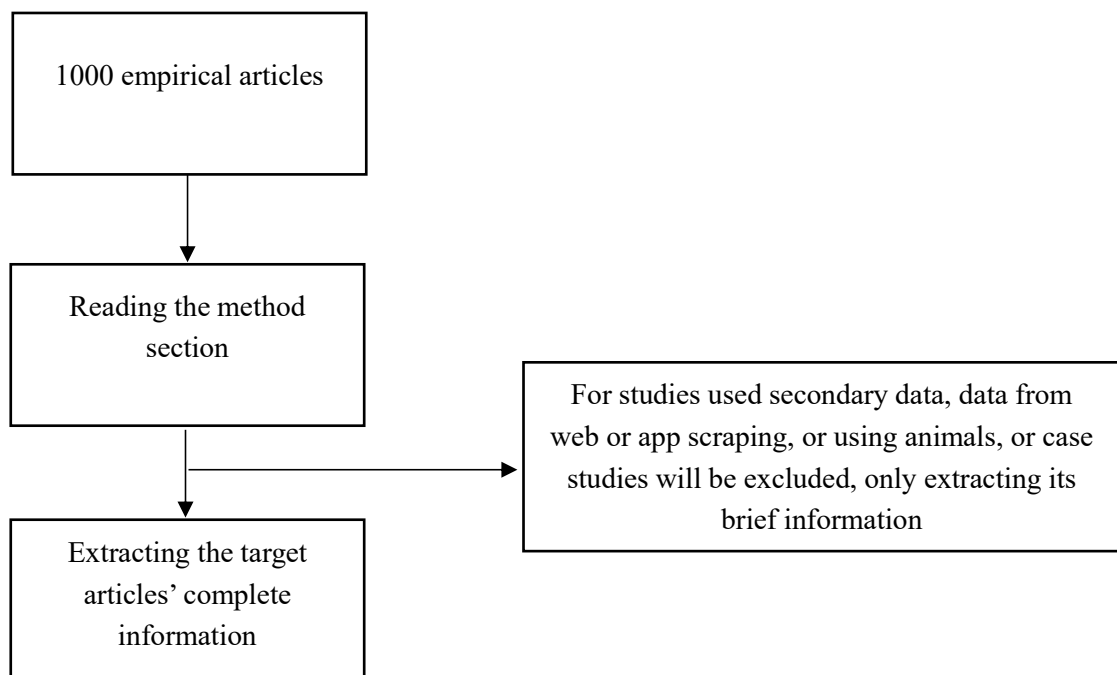 1000 empirical articles
Reading the method
section
For studies used secondary data, data from
web or app scraping, or using animals, or case
studies will be excluded, only extracting its
brief information
Extracting the target
articles’ complete
information